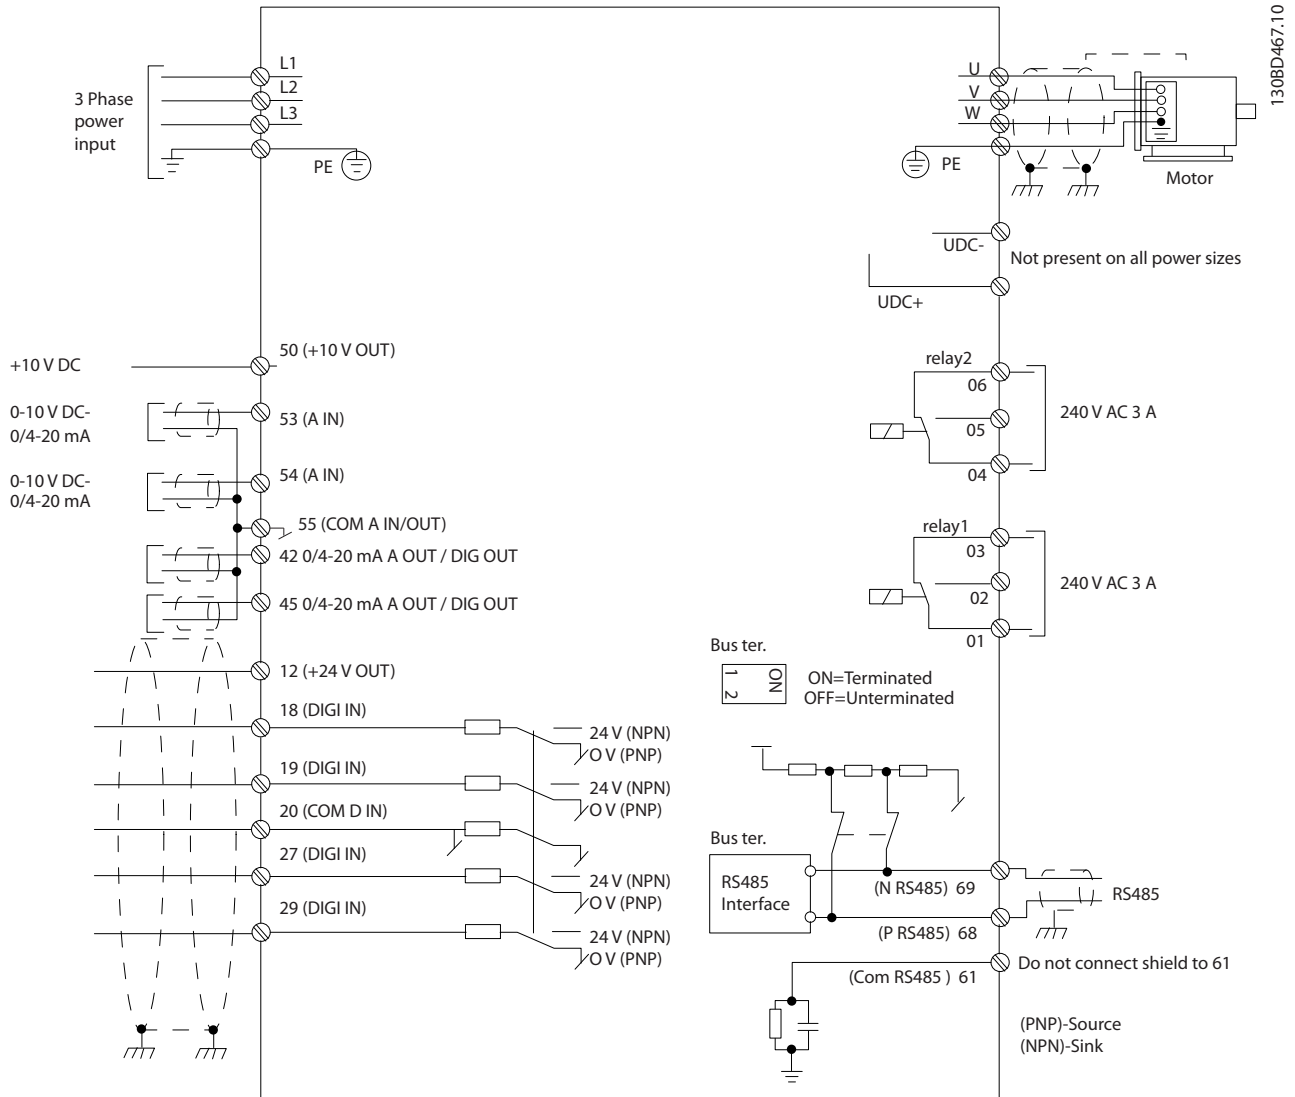 130BD467.10
L1
L2
L3
3 Phase
power
input
PE
U
V
W
PE
Motor
UDC-
Not present on all power sizes
UDC+
+10 V DC
50 (+10 V OUT)
0-10 V DC-
0/4-20 mA
53 (A IN)
0-10 V DC-
0/4-20 mA
54 (A IN)
55 (COM A IN/OUT)
42 0/4-20 mA A OUT / DIG OUT
45 0/4-20 mA A OUT / DIG OUT
12 (+24 V OUT)
18 (DIGI IN)
24 V (NPN)
O V (PNP)
19 (DIGI IN)
24 V (NPN)
O V (PNP)
20 (COM D IN)
27 (DIGI IN)
24 V (NPN)
O V (PNP)
29 (DIGI IN)
24 V (NPN)
O V (PNP)
relay2
06
05
04
240 V AC 3 A
relay1
03
02
01
240 V AC 3 A
Bus ter.
1
2
ON
ON=Terminated
OFF=Unterminated
Bus ter.
RS485
Interface
(N RS485) 69
RS485
(P RS485) 68
(Com RS485 ) 61
Do not connect shield to 61
(PNP)-Source
(NPN)-Sink